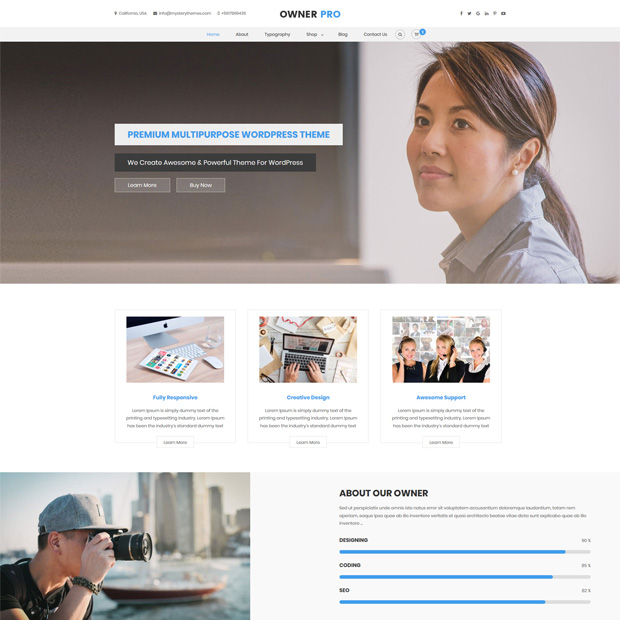 California, USA info@mysterythemes.com
OWNER PRO
Home About Typography Shop Blog Contact Us
PREMIUM MULTIPURPOSE WORDPRESS THEME
We Create Awesome & Powerful Theme For WordPress
Learn More Buy Now
Fully Responsive
Lorem Ipsum is simply dummy text of the
printing and typesetting industry. Lorem Ipsum
has been the industry's standard dummy text
Learn More
Creative Design
Lorem Ipsum is simply dummy text of the
printing and typesetting industry. Lorem Ipsum
has been the industry's standard dummy text
Learn More
Awesome Support
Lorem Ipsum is simply dummy text of the
printing and typesetting industry. Lorem Ipsum
has been the industry's standard dummy text
Learn More
ABOUT OUR OWNER
Sed ut perspiciatis unde omnis iste natus error sit voluptatem accusantium doloremque laudantium, totam rem
aperiam, eaque ipsa quae ab illo inventore veritatis et quasi architecto beatae vitae dicta sunt explicabo quae ab illo
inventore ...
DESIGNING 90 %
CODING 85 %
SEO 82 %